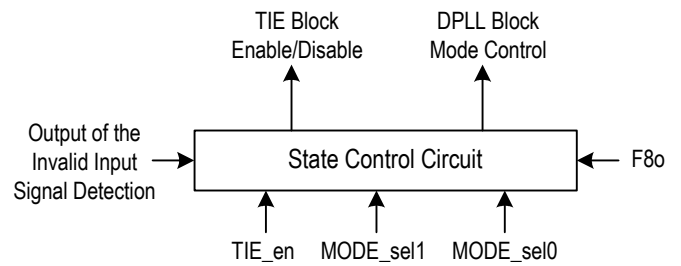 TIE Block
Enable/Disable
DPLL Block
Mode Control
Output of the
Invalid Input
Signal Detection
State Control Circuit
F8o
TIE_en
MODE_sel1
MODE_sel0